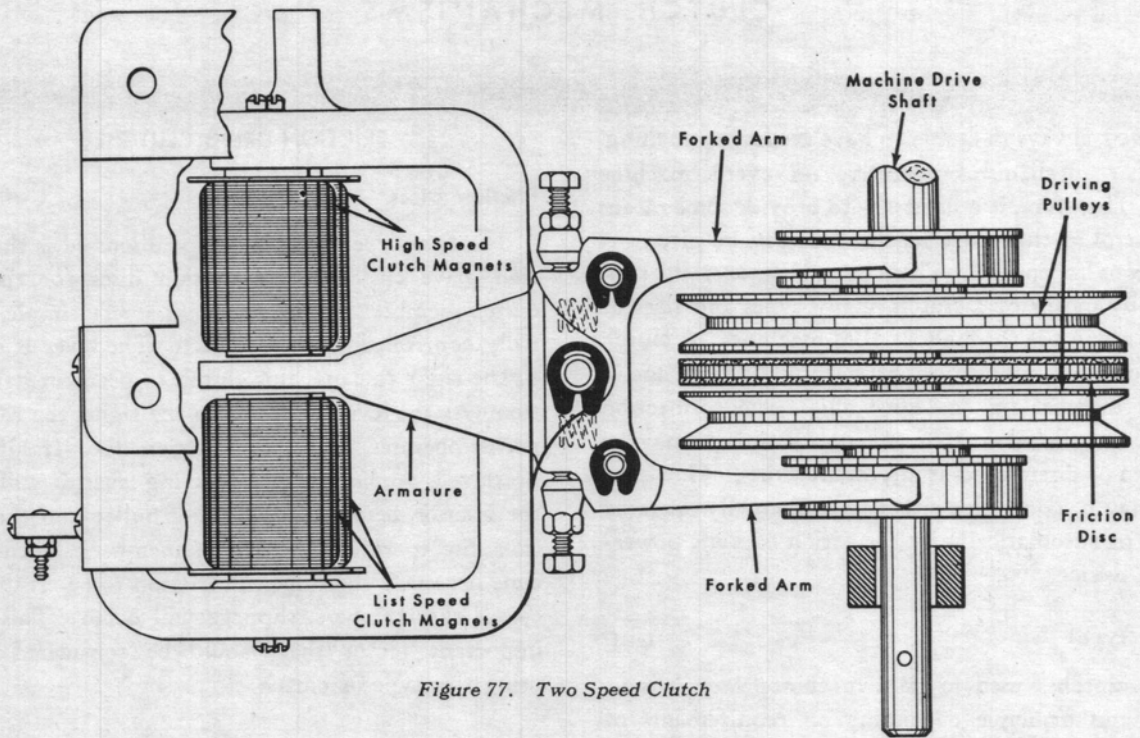 Machine Drive
Shaft
Forked Arm
Driving
Pulleys
High Speed
Clutch Magnets
Armature
Friction
Disc
List Speed
Clutch Magnets
Forked Arm
Figure 77. Two Speed Clutch